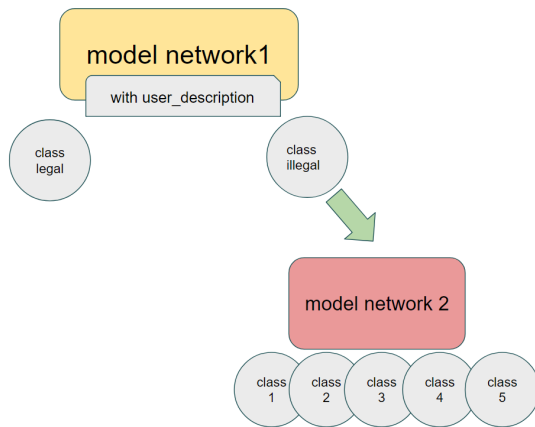 model network1
with user_description
class
legal
class
illegal
model network 2
class
1
class
2
class
3
class
4
class
5